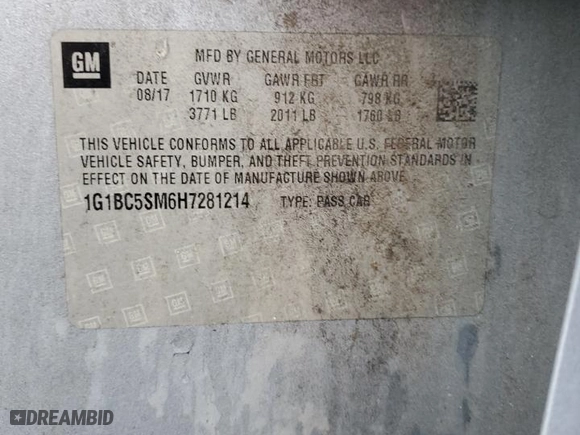 GM
MFD BY GENERAL MOTORS LLC
DATE GVWR GAWR FRT GAWR RR
08/17 1710 KG 912 KG 798 KG
3771 LB 2011 LB 1760 LB
THIS VEHICLE CONFORMS TO ALL APPLICABLE U.S. FEDERAL MOTOR
VEHICLE SAFETY, BUMPER, AND THEFT PREVENTION STANDARDS IN
EFFECT ON THE DATE OF MANUFACTURE SHOWN ABOVE.
1G1BC5SM6H7281214 TYPE: PASS CAR
DREAMBID